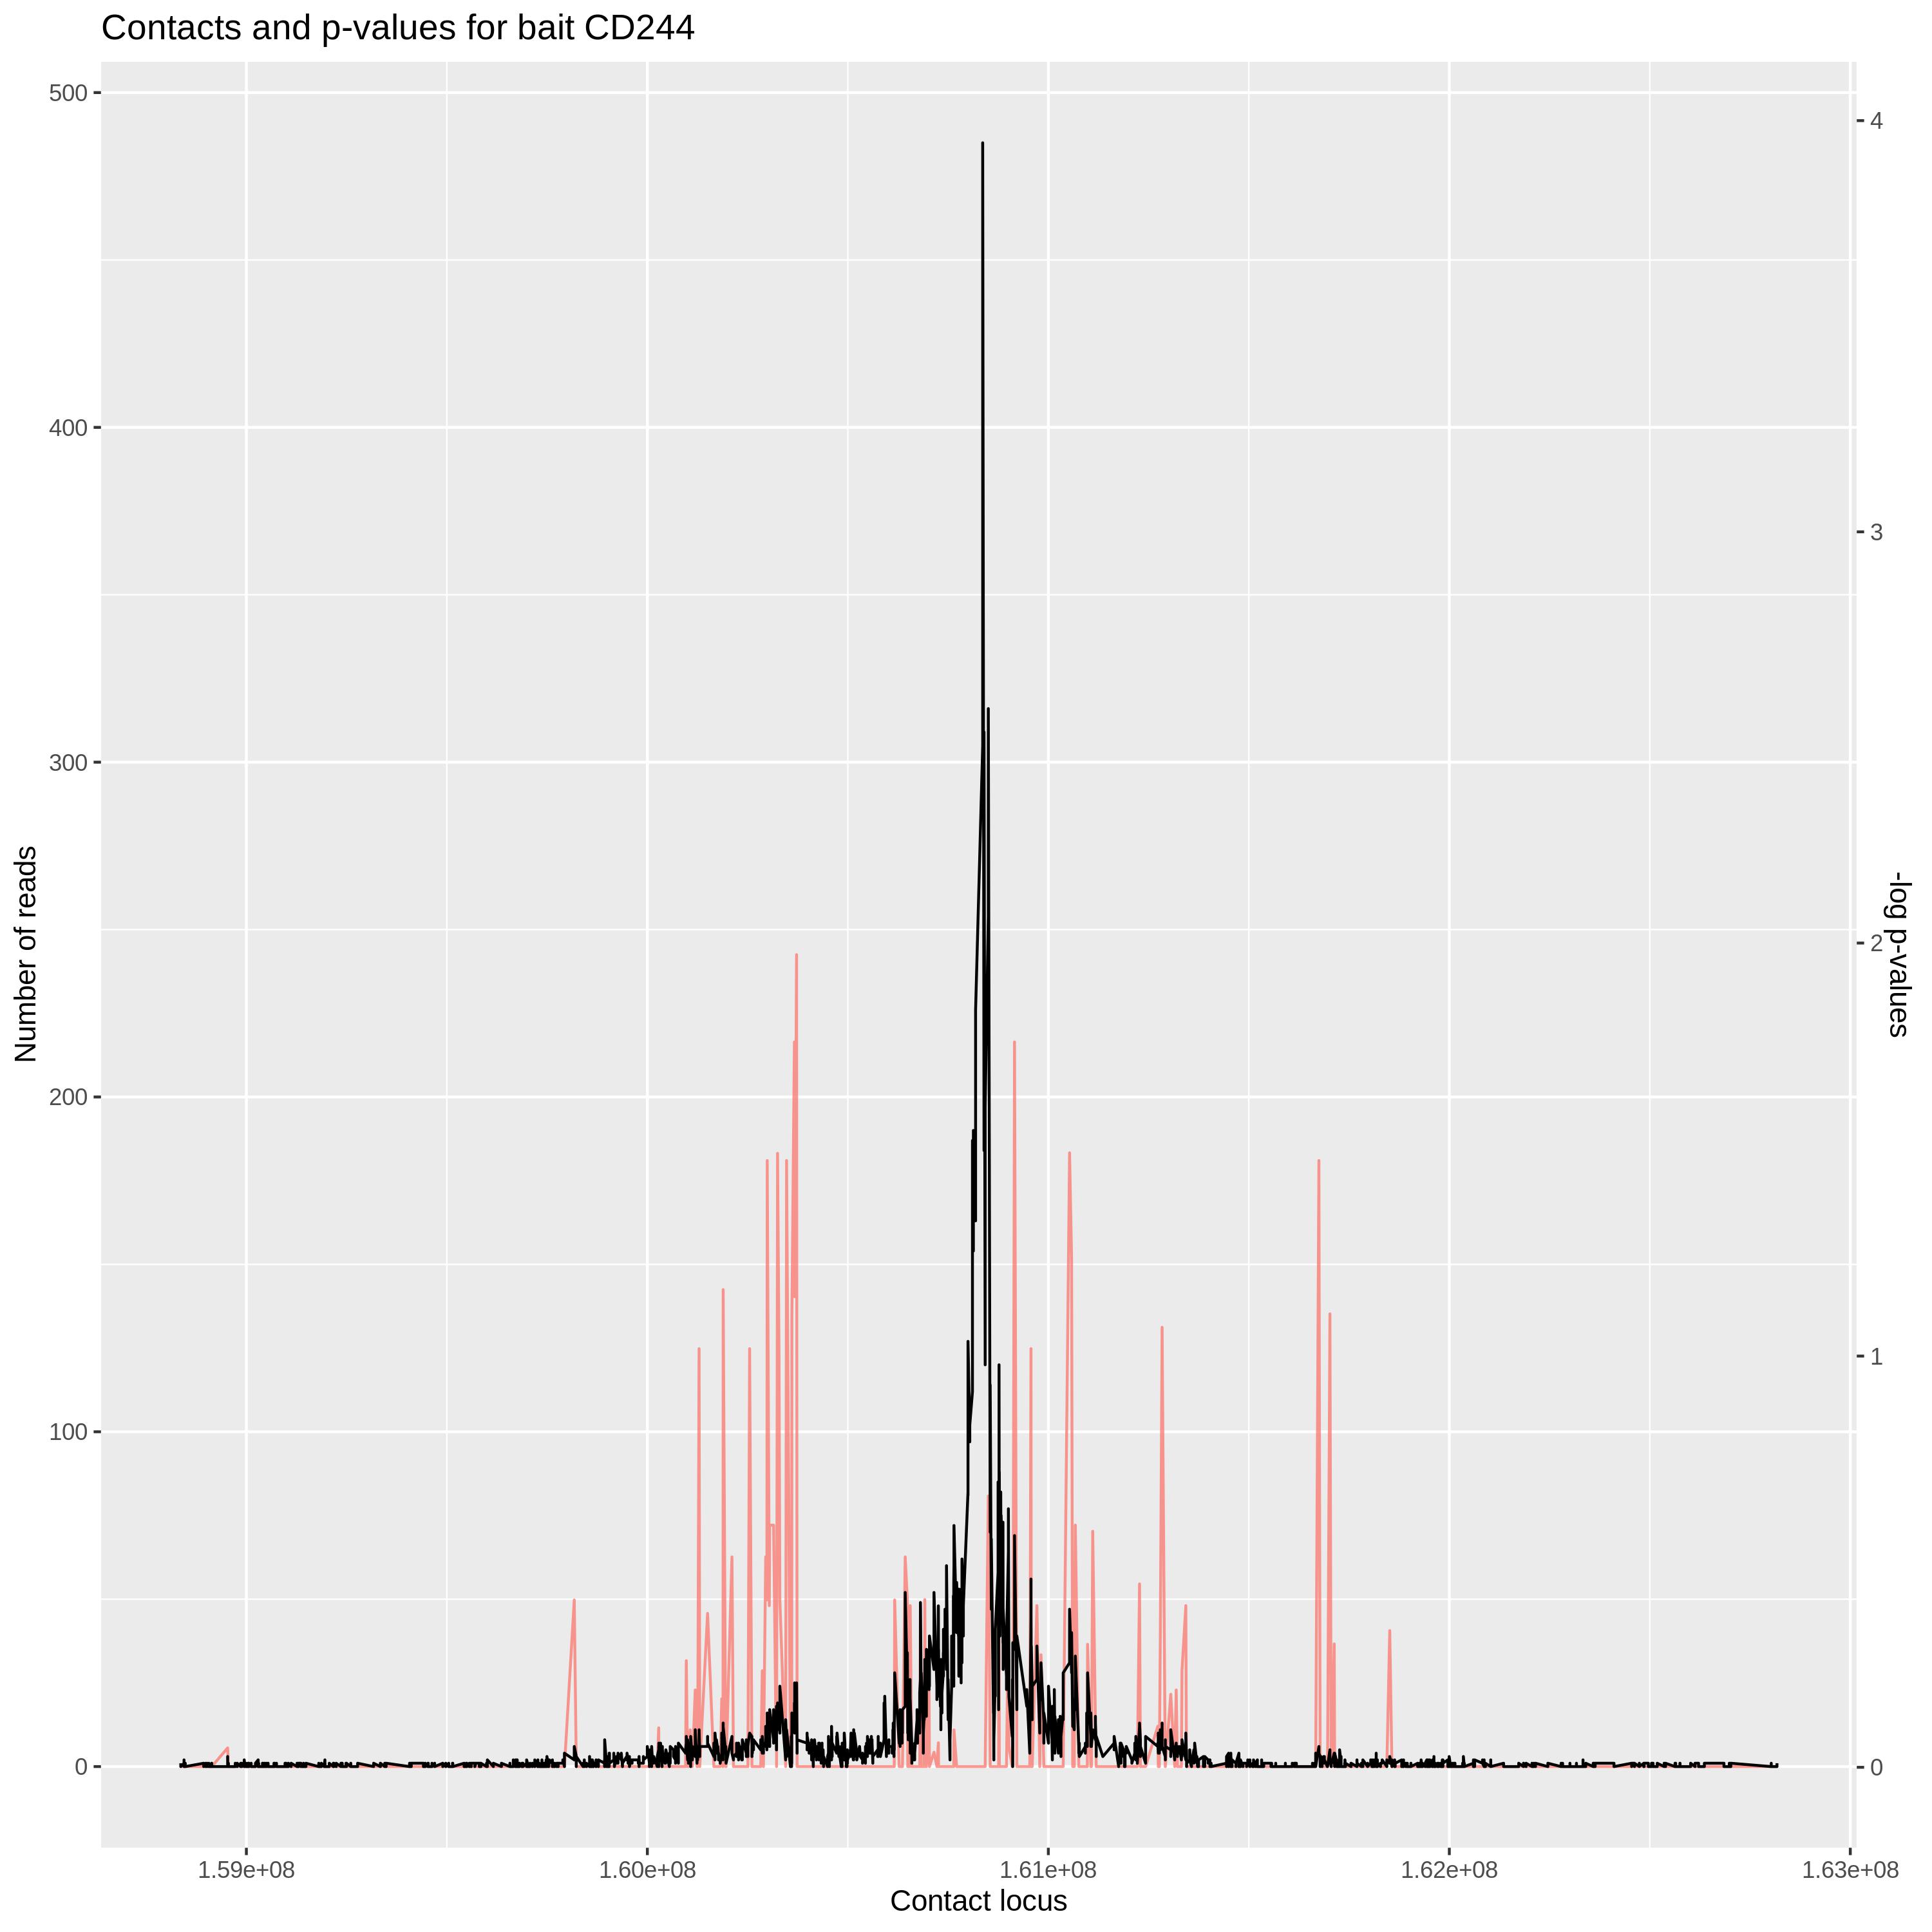 Contacts and p-values for bait CD244
500
400
300
200
100
0
Number of reads
4
3
2
1
0
-log p-values
1.59e+08
1.60e+08
1.61e+08
1.62e+08
1.63e+08
Contact locus